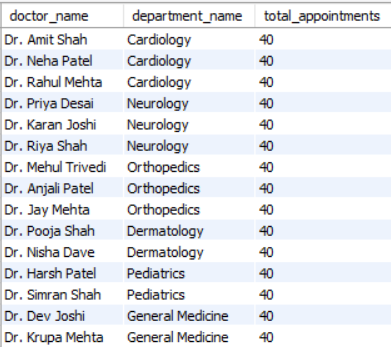 doctor_name department_name total_appointments
Dr. Amit Shah Cardiology 40
Dr. Neha Patel Cardiology 40
Dr. Rahul Mehta Cardiology 40
Dr. Priya Desai Neurology 40
Dr. Karan Joshi Neurology 40
Dr. Riya Shah Neurology 40
Dr. Mehul Trivedi Orthopedics 40
Dr. Anjali Patel Orthopedics 40
Dr. Jay Mehta Orthopedics 40
Dr. Pooja Shah Dermatology 40
Dr. Nisha Dave Dermatology 40
Dr. Harsh Patel Pediatrics 40
Dr. Simran Shah Pediatrics 40
Dr. Dev Joshi General Medicine 40
Dr. Krupa Mehta General Medicine 40